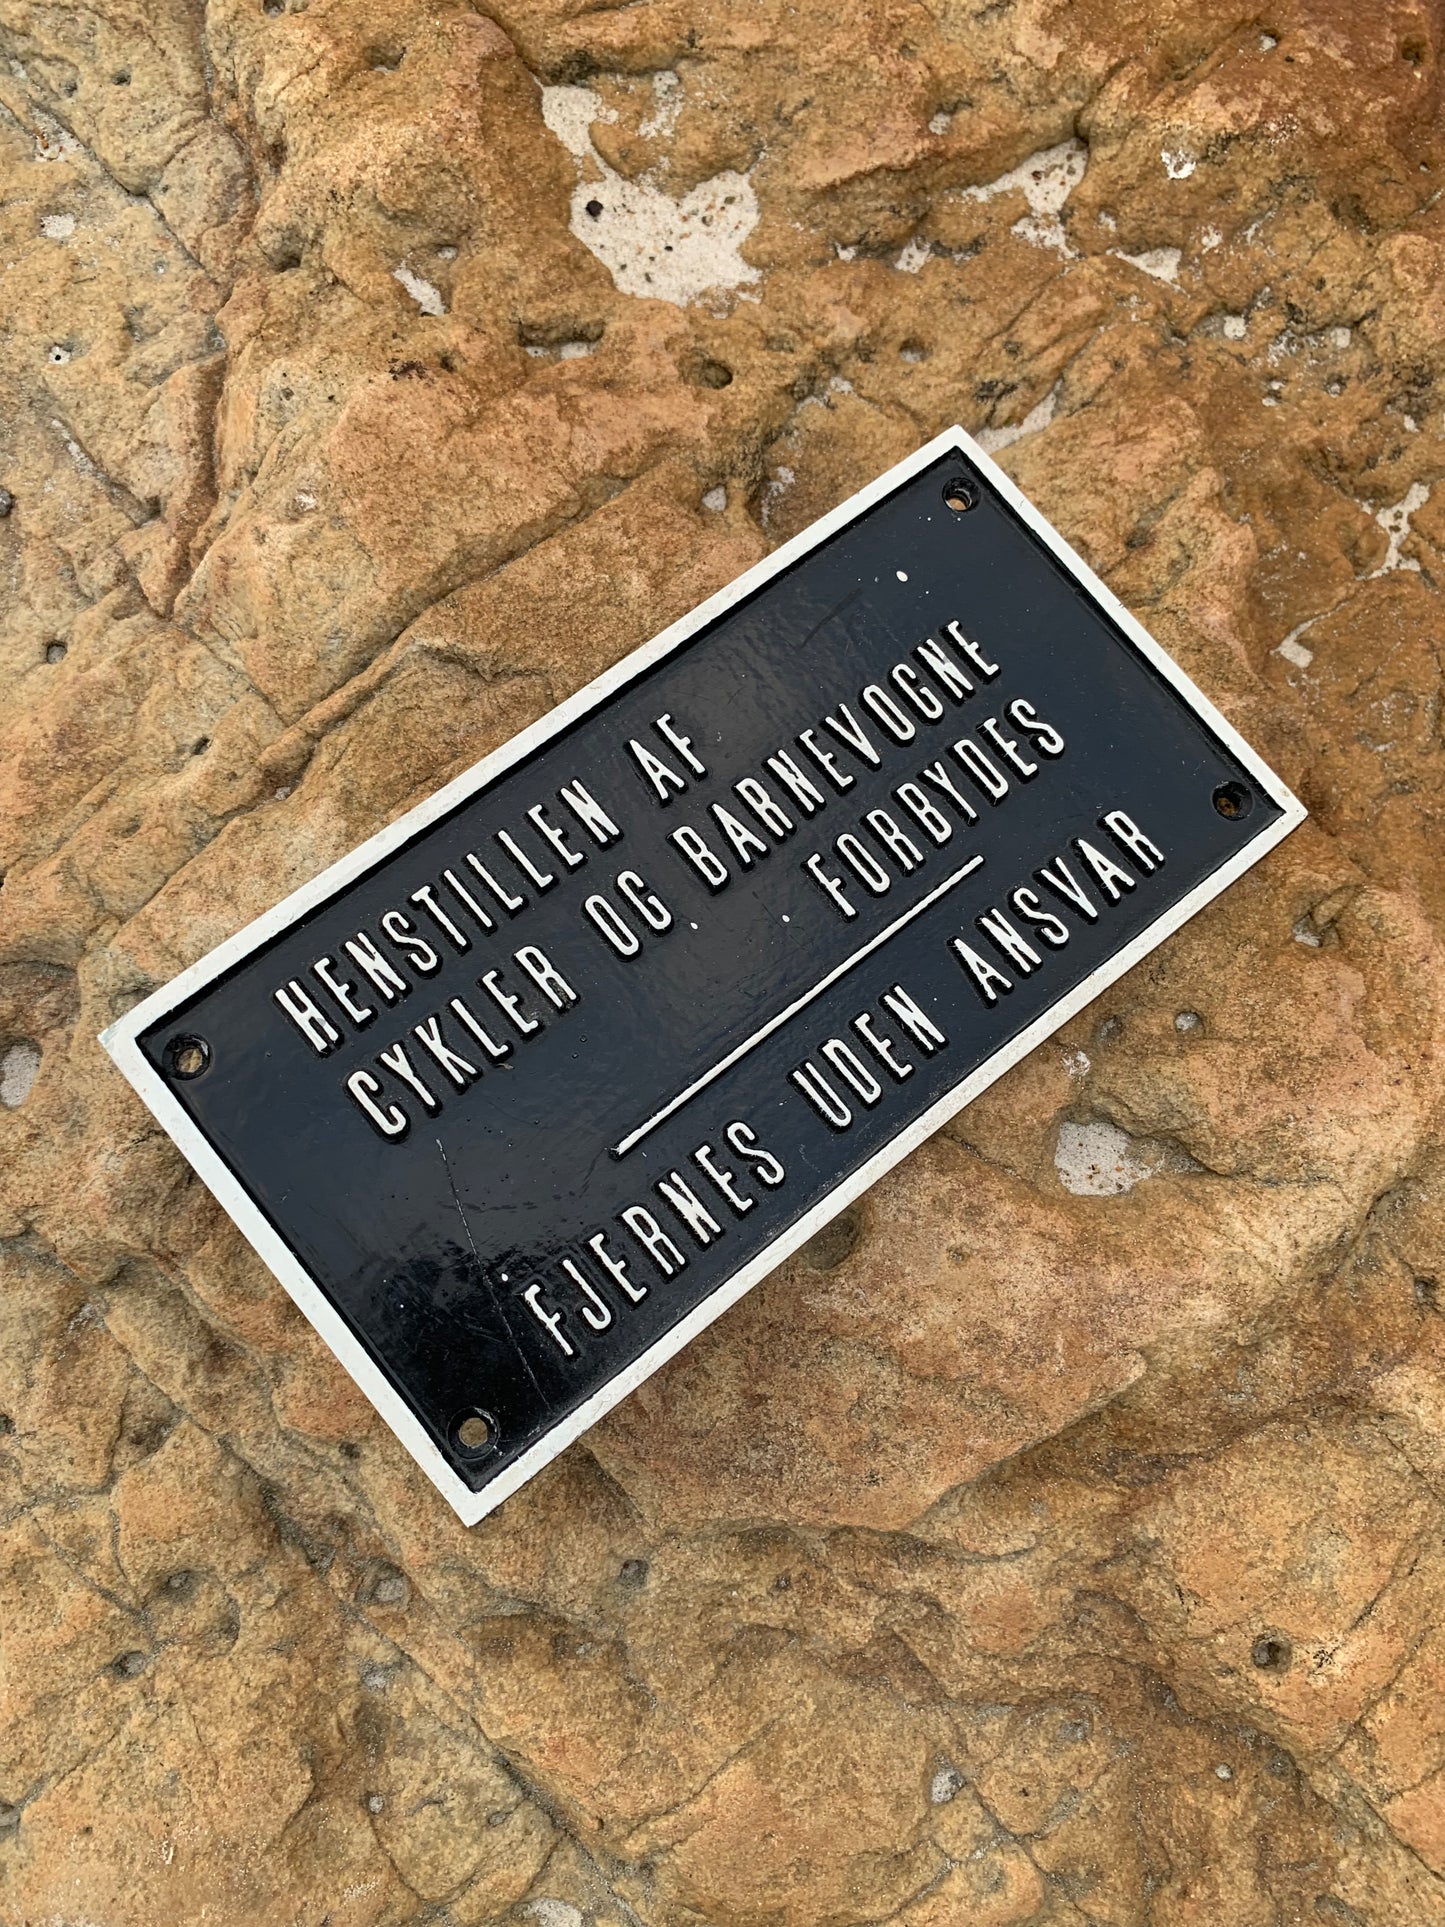 HENSTILLEN AF
CYKLER OG BARNEVOGNE
FORBYDES
FJERNES UDEN ANSVAR